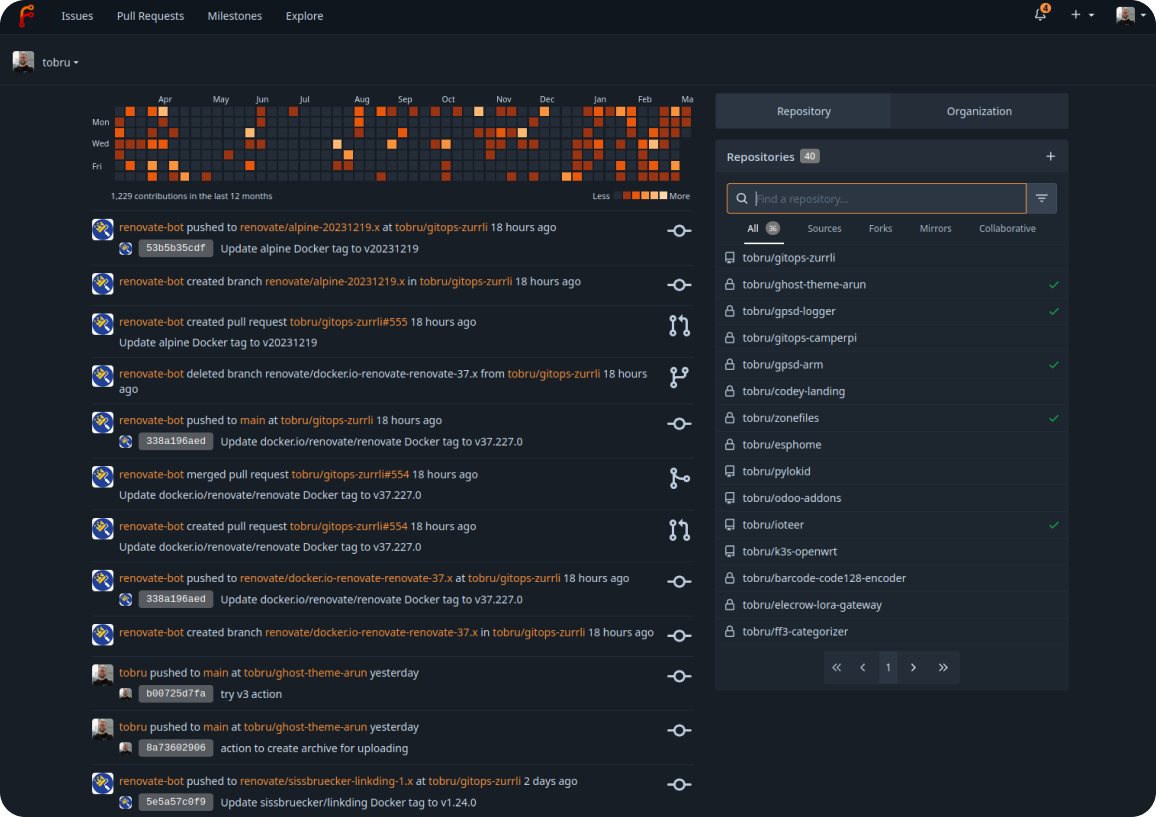 Issues Pull Requests Milestones Explore 4
tobru
Apr May Jun Jul Aug Sep Oct Nov Dec Jan Feb Ma
Mon
Wed
Fri
1,229 contributions in the last 12 months Less More
renovate-bot pushed to renovate/alpine-20231219.x at tobru/gitops-zurrli 18 hours ago
53b5b35cdf Update alpine Docker tag to v20231219
renovate-bot created branch renovate/alpine-20231219.x in tobru/gitops-zurrli 18 hours ago
renovate-bot created pull request tobru/gitops-zurrli#555 18 hours ago
Update alpine Docker tag to v20231219
renovate-bot deleted branch renovate/docker.io-renovate-renovate-37.x from tobru/gitops-zurrli 18 hours
ago
renovate-bot pushed to main at tobru/gitops-zurrli 18 hours ago
338a196aed Update docker.io/renovate/renovate Docker tag to v37.227.0
renovate-bot merged pull request tobru/gitops-zurrli#554 18 hours ago
Update docker.io/renovate/renovate Docker tag to v37.227.0
renovate-bot created pull request tobru/gitops-zurrli#554 18 hours ago
Update docker.io/renovate/renovate Docker tag to v37.227.0
renovate-bot pushed to renovate/docker.io-renovate-renovate-37.x at tobru/gitops-zurrli 18 hours ago
338a196aed Update docker.io/renovate/renovate Docker tag to v37.227.0
renovate-bot created branch renovate/docker.io-renovate-renovate-37.x in tobru/gitops-zurrli 18 hours ago
tobru pushed to main at tobru/ghost-theme-arun yesterday
b00725d7fa try v3 action
tobru pushed to main at tobru/ghost-theme-arun yesterday
8a73602906 action to create archive for uploading
renovate-bot pushed to renovate/sissbruecker-linkding-1.x at tobru/gitops-zurrli 2 days ago
5e5a57c0f9 Update sissbruecker/linkding Docker tag to v1.24.0
Repository Organization
Repositories 40
Find a repository...
All 36 Sources Forks Mirrors Collaborative
tobru/gitops-zurrli
tobru/ghost-theme-arun
tobru/gpsd-logger
tobru/gitops-camperpi
tobru/gpsd-arm
tobru/codey-landing
tobru/zonefiles
tobru/esphome
tobru/pylokid
tobru/odoo-addons
tobru/ioteer
tobru/k3s-openwrt
tobru/barcode-code128-encoder
tobru/elecrow-lora-gateway
tobru/ff3-categorizer
1